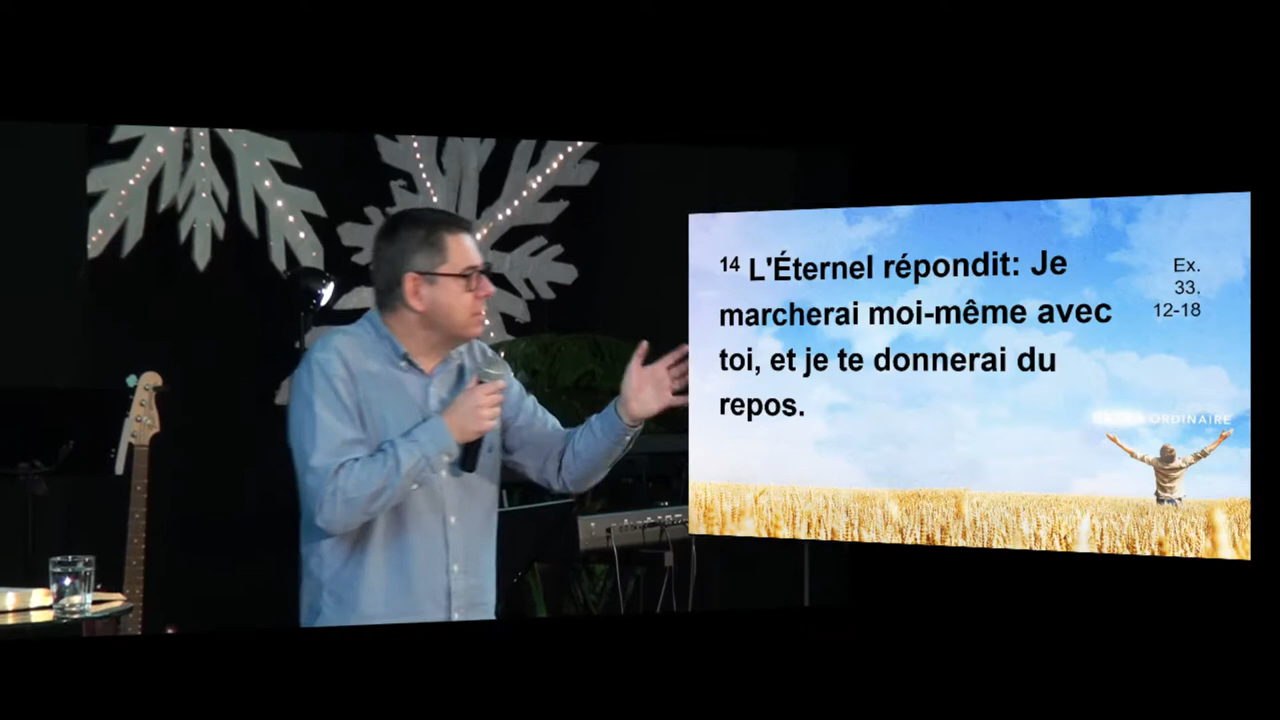 14 L'Éternel répondit: Je
marcherai moi-même avec
toi, et je te donnerai du
repos.
Ex.
33.
12-18
ORDINAIRE